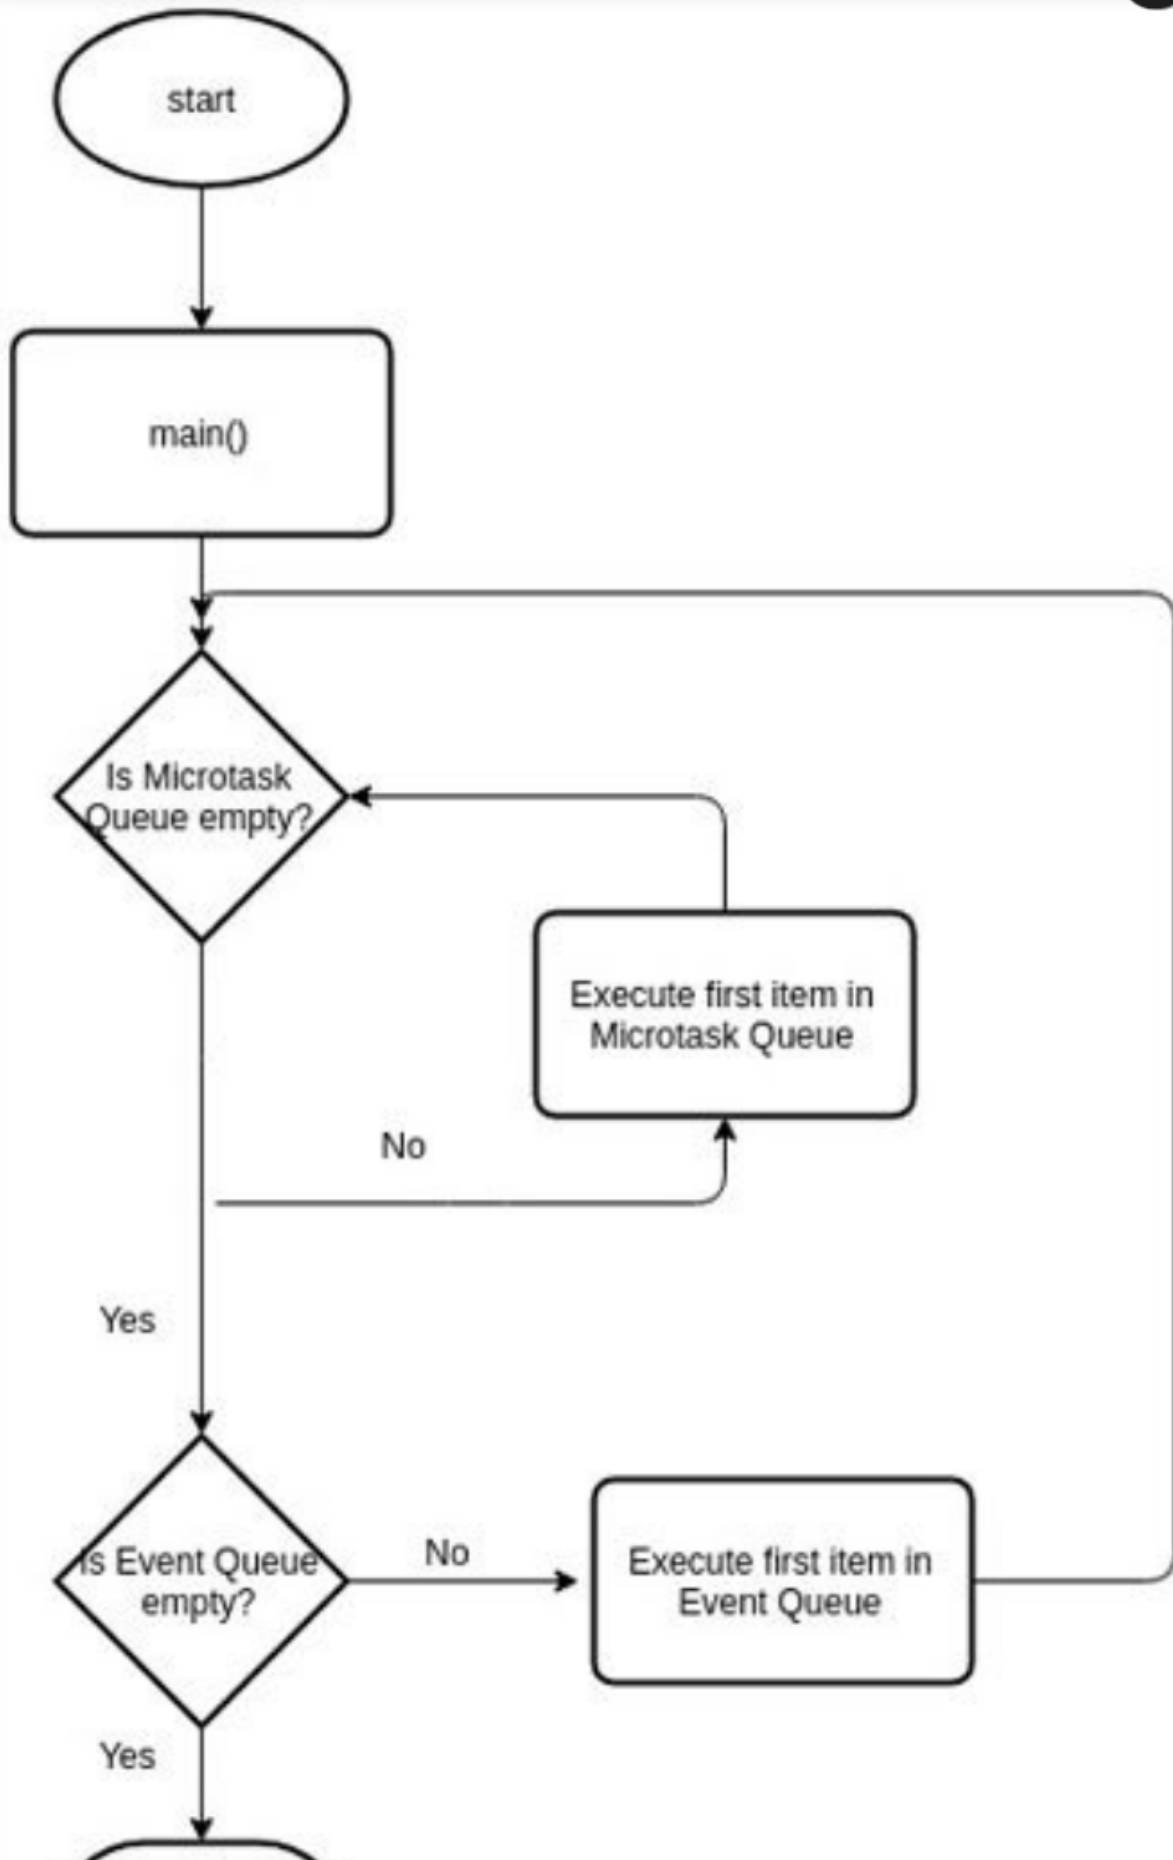 start
main()
Is Microtask
Queue empty?
Execute first item in
Microtask Queue
No
Yes
Is Event Queue
empty?
No
Execute first item in
Event Queue
Yes